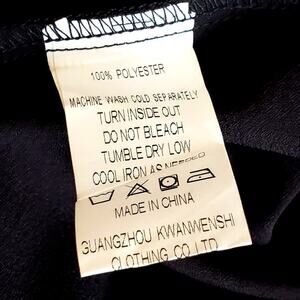 100% POLYESTER
MACHINE WASH COLD SEPARATELY
TURN INSIDE OUT
DO NOT BLEACH
TUMBLE DRY LOW
COOL IRON AS NEEDED
MADE IN CHINA
GUANGZHOU KWANWENSHI
CLOTHING CO LTD